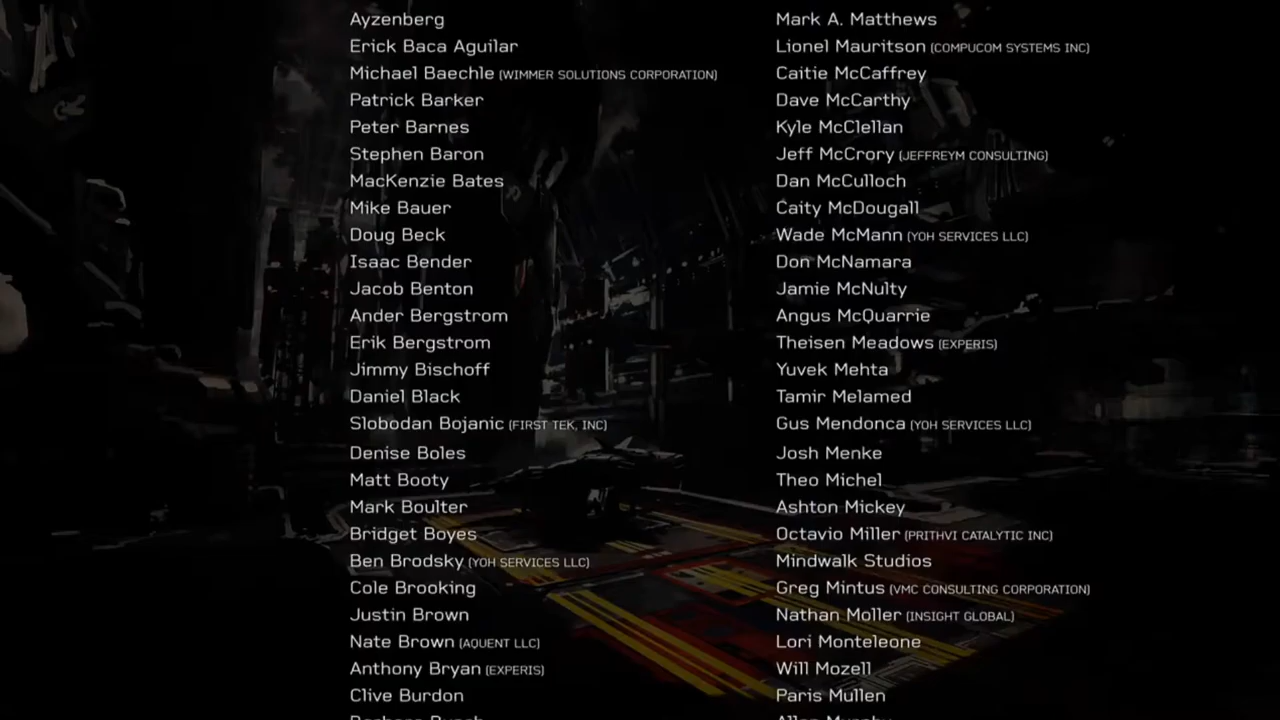 Ayzenberg
Erick Baca Aguilar
Michael Baechle (WIMMER SOLUTIONS CORPORATION)
Patrick Barker
Peter Barnes
Stephen Baron
MacKenzie Bates
Mike Bauer
Doug Beck
Isaac Bender
Jacob Benton
Ander Bergstrom
Erik Bergstrom
Jimmy Bischoff
Daniel Black
Slobodan Bojanic (FIRST TEK, INC)
Denise Boles
Matt Booty
Mark Boulter
Bridget Boyes
Ben Brodsky (YOH SERVICES LLC)
Cole Brooking
Justin Brown
Nate Brown (AQUENT LLC)
Anthony Bryan (EXPERIS)
Clive Burdon
Mark A. Matthews
Lionel Mauritson (COMPUCOM SYSTEMS INC)
Caitie McCaffrey
Dave McCarthy
Kyle McClellan
Jeff McCrory (JEFFREYM CONSULTING)
Dan McCulloch
Caity McDougall
Wade McMann (YOH SERVICES LLC)
Don McNamara
Jamie McNulty
Angus McQuarrie
Theisen Meadows (EXPERIS)
Yuvek Mehta
Tamir Melamed
Gus Mendonca (YOH SERVICES LLC)
Josh Menke
Theo Michel
Ashton Mickey
Octavio Miller (PRITHVI CATALYTIC INC)
Mindwalk Studios
Greg Mintus (VMC CONSULTING CORPORATION)
Nathan Moller (INSIGHT GLOBAL)
Lori Monteleone
Will Mozell
Paris Mullen